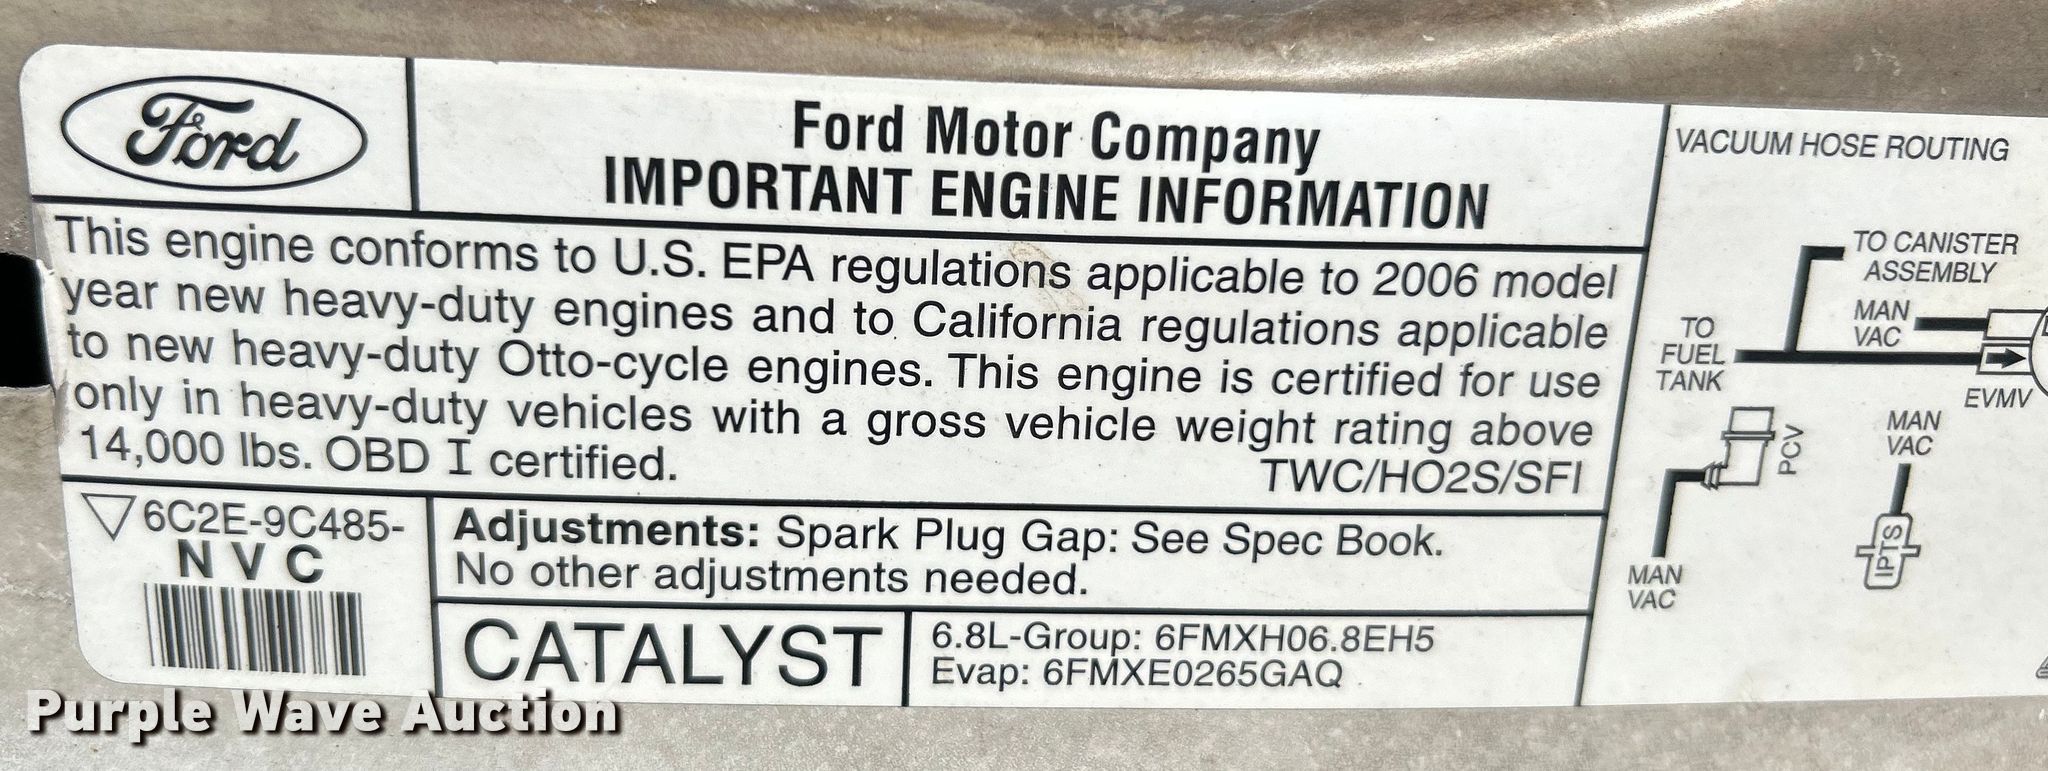 Ford
Ford Motor Company
IMPORTANT ENGINE INFORMATION
This engine conforms to U.S. EPA regulations applicable to 2006 model
year new heavy-duty engines and to California regulations applicable
to new heavy-duty Otto-cycle engines. This engine is certified for use
only in heavy-duty vehicles with a gross vehicle weight rating above
14,000 lbs. OBD I certified.
TWC/HO2S/SFI
6C2E-9C485-
NVC
Adjustments: Spark Plug Gap: See Spec Book.
No other adjustments needed.
CATALYST
6.8L-Group: 6FMXH06.8EH5
Evap: 6FMXE0265GAQ
VACUUM HOSE ROUTING
TO CANISTER
ASSEMBLY
MAN
VAC
TO
FUEL
TANK
EVMV
PCV
MAN
VAC
MAN
VAC
IPTS
Purple Wave Auction